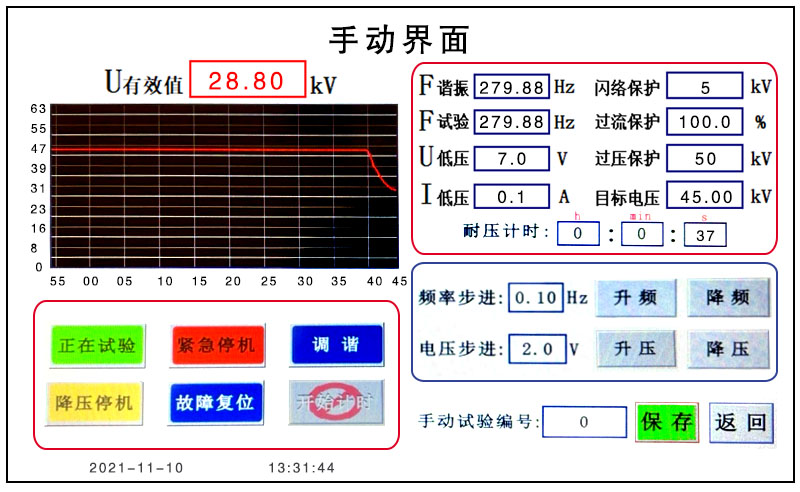 手动界面
U有效值 28.80 kV
63
55
47
39
31
23
16
8
0
55 00 05 10 15 20 25 30 35 40 45
F谐振 279.88 Hz 闪络保护 5 kV
F试验 279.88 Hz 过流保护 100.0 %
U低压 7.0 V 过压保护 50 kV
I低压 0.1 A 目标电压 45.00 kV
h min s
耐压计时: 0 : 0 : 37
频率步进: 0.10 Hz 升频 降频
电压步进: 2.0 V 升压 降压
正在试验 紧急停机 调谐
降压停机 故障复位 开始计时
手动试验编号: 0 保存 返回
2021-11-10 13:31:44